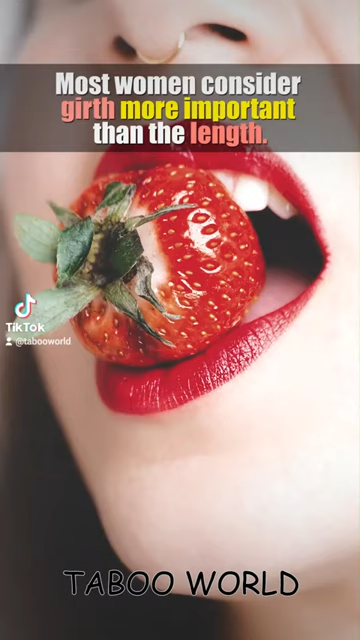 Most women consider
girth more important
than the length.
TikTok
@tabooworld
TABOO WORLD